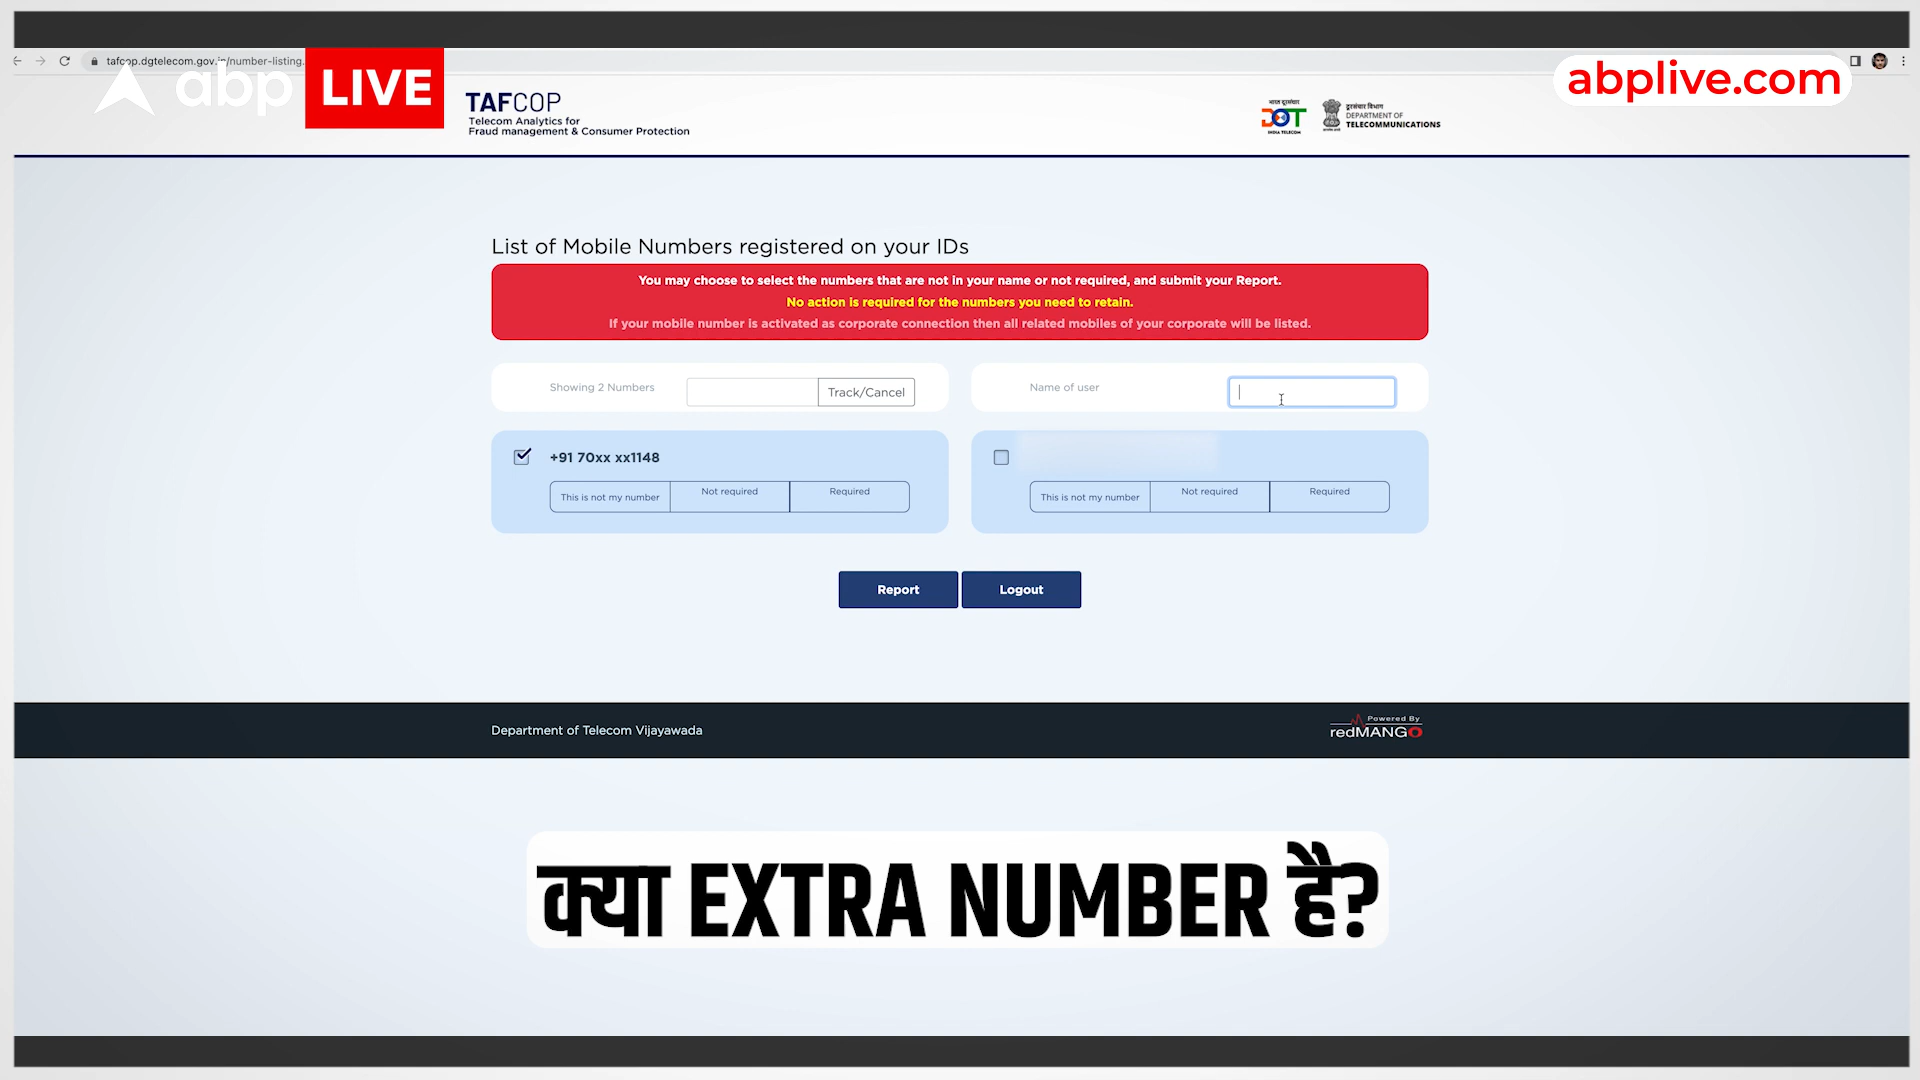 tafcop.dgtelecom.gov.in/number-listing.
abp LIVE
abplive.com
TAFCOP
Telecom Analytics for
Fraud management & Consumer Protection
भारत दूरसंचार
DOT
INDIA TELECOM
दूरसंचार विभाग
DEPARTMENT OF
TELECOMMUNICATIONS
List of Mobile Numbers registered on your IDs
You may choose to select the numbers that are not in your name or not required, and submit your Report.
No action is required for the numbers you need to retain.
If your mobile number is activated as corporate connection then all related mobiles of your corporate will be listed.
Showing 2 Numbers
Track/Cancel
Name of user
+91 70xx xx1148
This is not my number
Not required
Required
This is not my number
Not required
Required
Report
Logout
Department of Telecom Vijayawada
Powered By
redMANGO
क्या EXTRA NUMBER है?